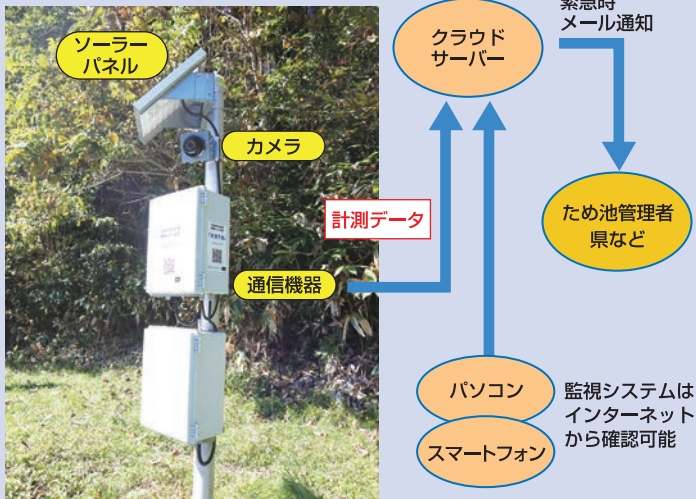 ソーラー
パネル
カメラ
計測データ
通信機器
クラウド
サーバー
緊急時
メール通知
ため池管理者
県など
パソコン
スマートフォン
監視システムは
インターネット
から確認可能